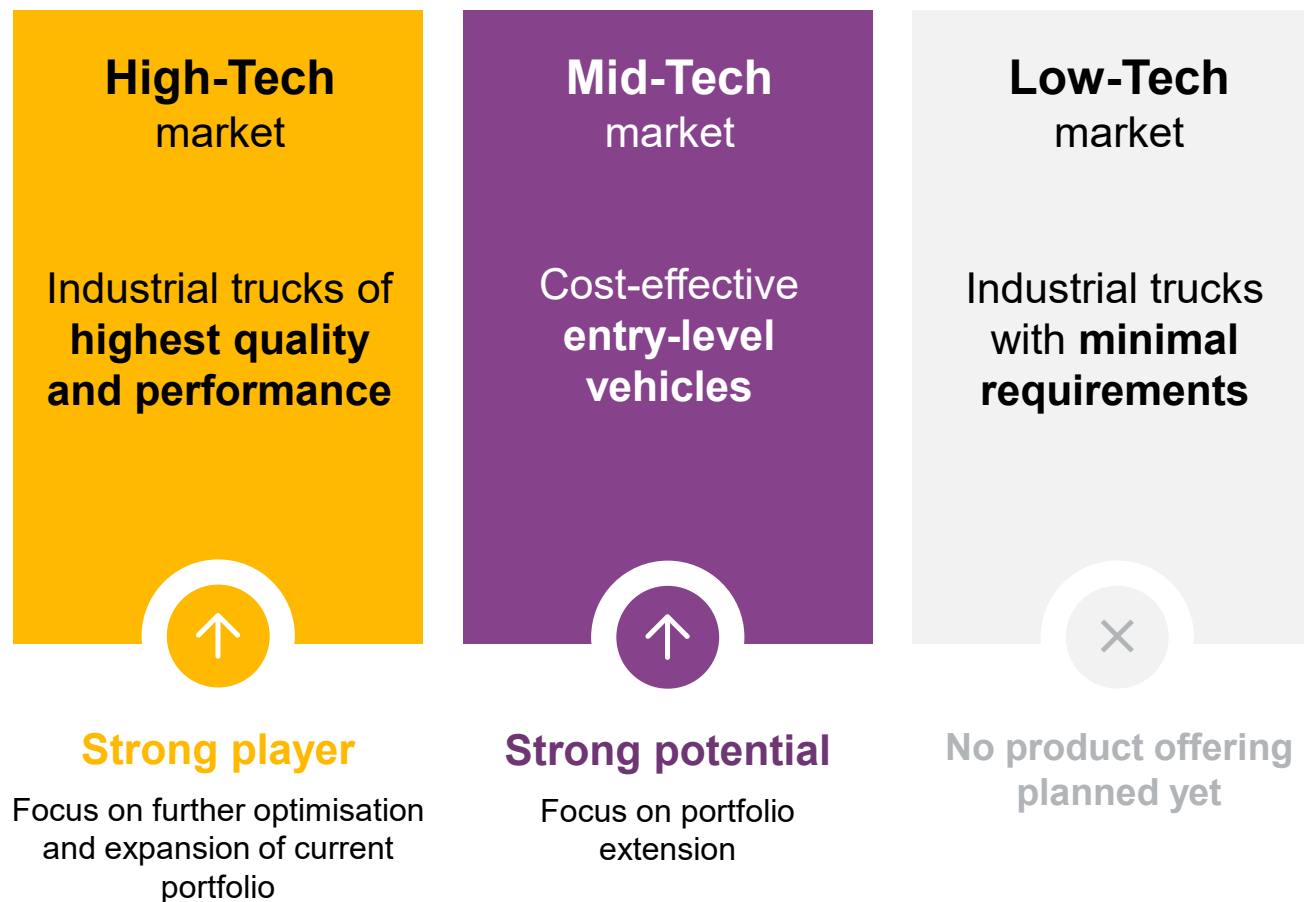 High-Tech
market
Industrial trucks of
highest quality
and performance
Strong player
Focus on further optimisation
and expansion of current
portfolio
Mid-Tech
market
Cost-effective
entry-level
vehicles
Strong potential
Focus on portfolio
extension
Low-Tech
market
Industrial trucks
with minimal
requirements
No product offering
planned yet